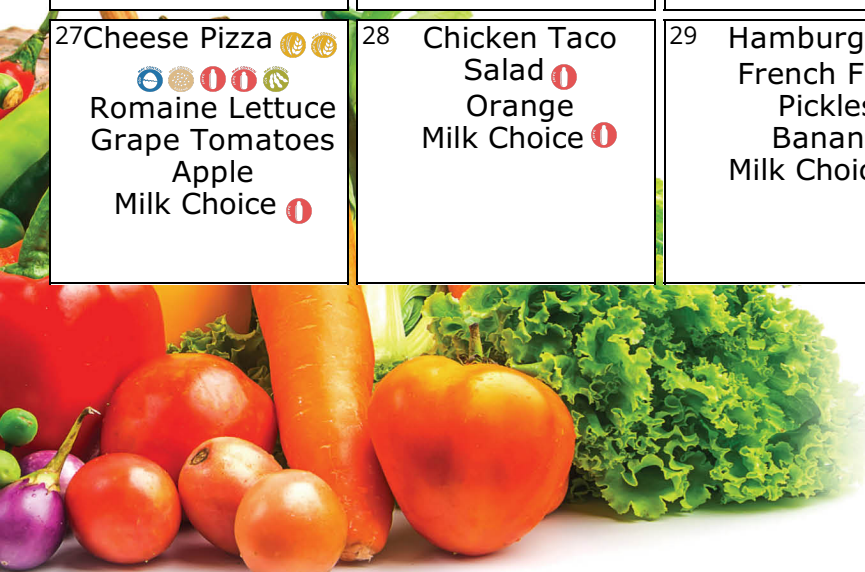 27 Cheese Pizza
Romaine Lettuce
Grape Tomatoes
Apple
Milk Choice
28 Chicken Taco
Salad
Orange
Milk Choice
29 Hamburg
French F
Pickles
Banan
Milk Choic